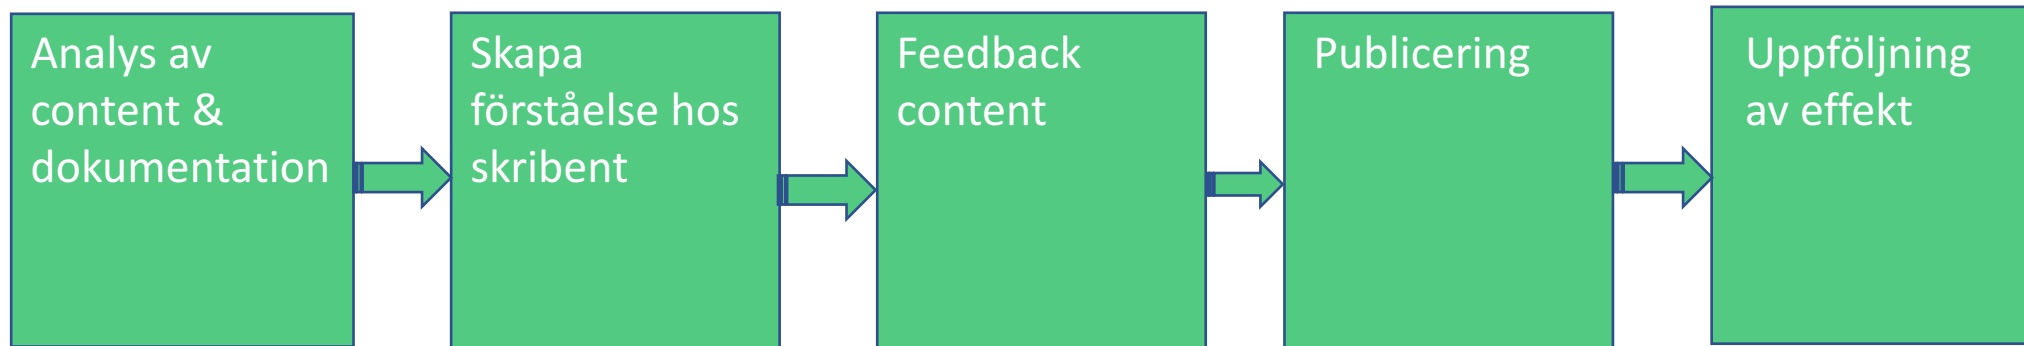 Analys av
content &
dokumentation
Skapa
förståelse hos
skribent
Feedback
content
Publicering
Uppföljning
av effekt